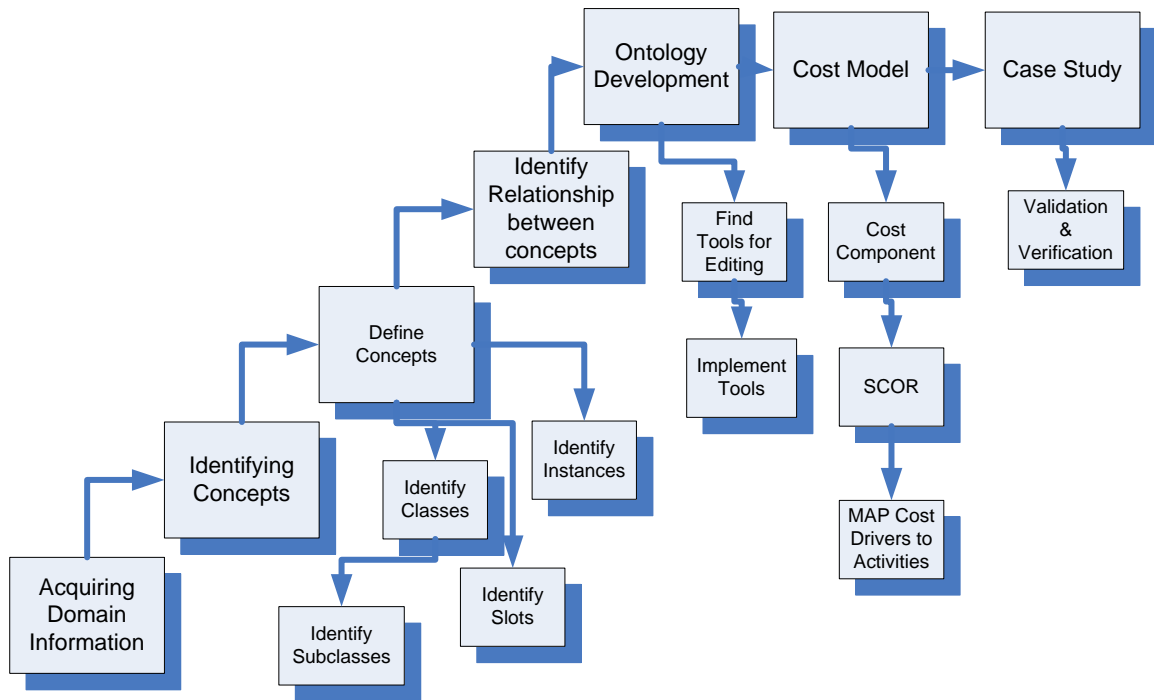 Ontology
Development
Cost Model
Case Study
Identify
Relationship
between
concepts
Find
Tools for
Editing
Cost
Component
Validation
&
Verification
Define
Concepts
Implement
Tools
SCOR
Identifying
Concepts
Identify
Classes
Identify
Instances
MAP Cost
Drivers to
Activities
Acquiring
Domain
Information
Identify
Subclasses
Identify
Slots